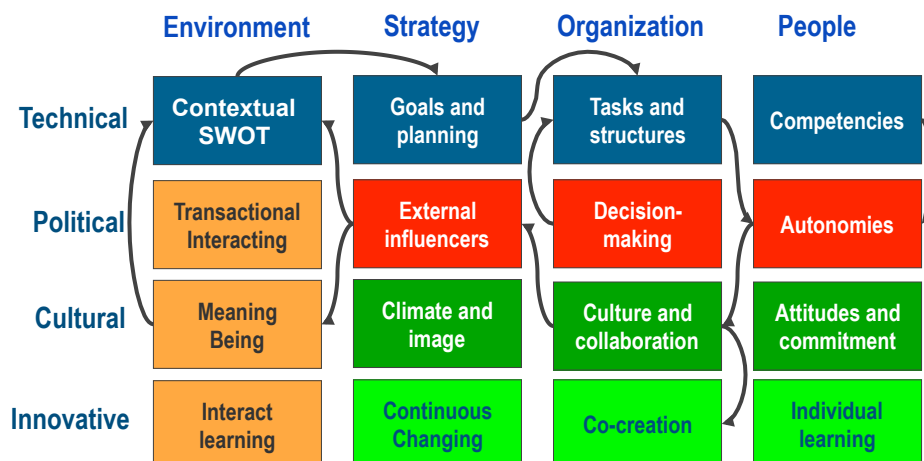 Environment
Strategy
Organization
People
Technical
Contextual
SWOT
Goals and
planning
Tasks and
structures
Competencies
Political
Transactional
Interacting
External
influencers
Decision-
making
Autonomies
Cultural
Meaning
Being
Climate and
image
Culture and
collaboration
Attitudes and
commitment
Innovative
Interact
learning
Continuous
Changing
Co-creation
Individual
learning